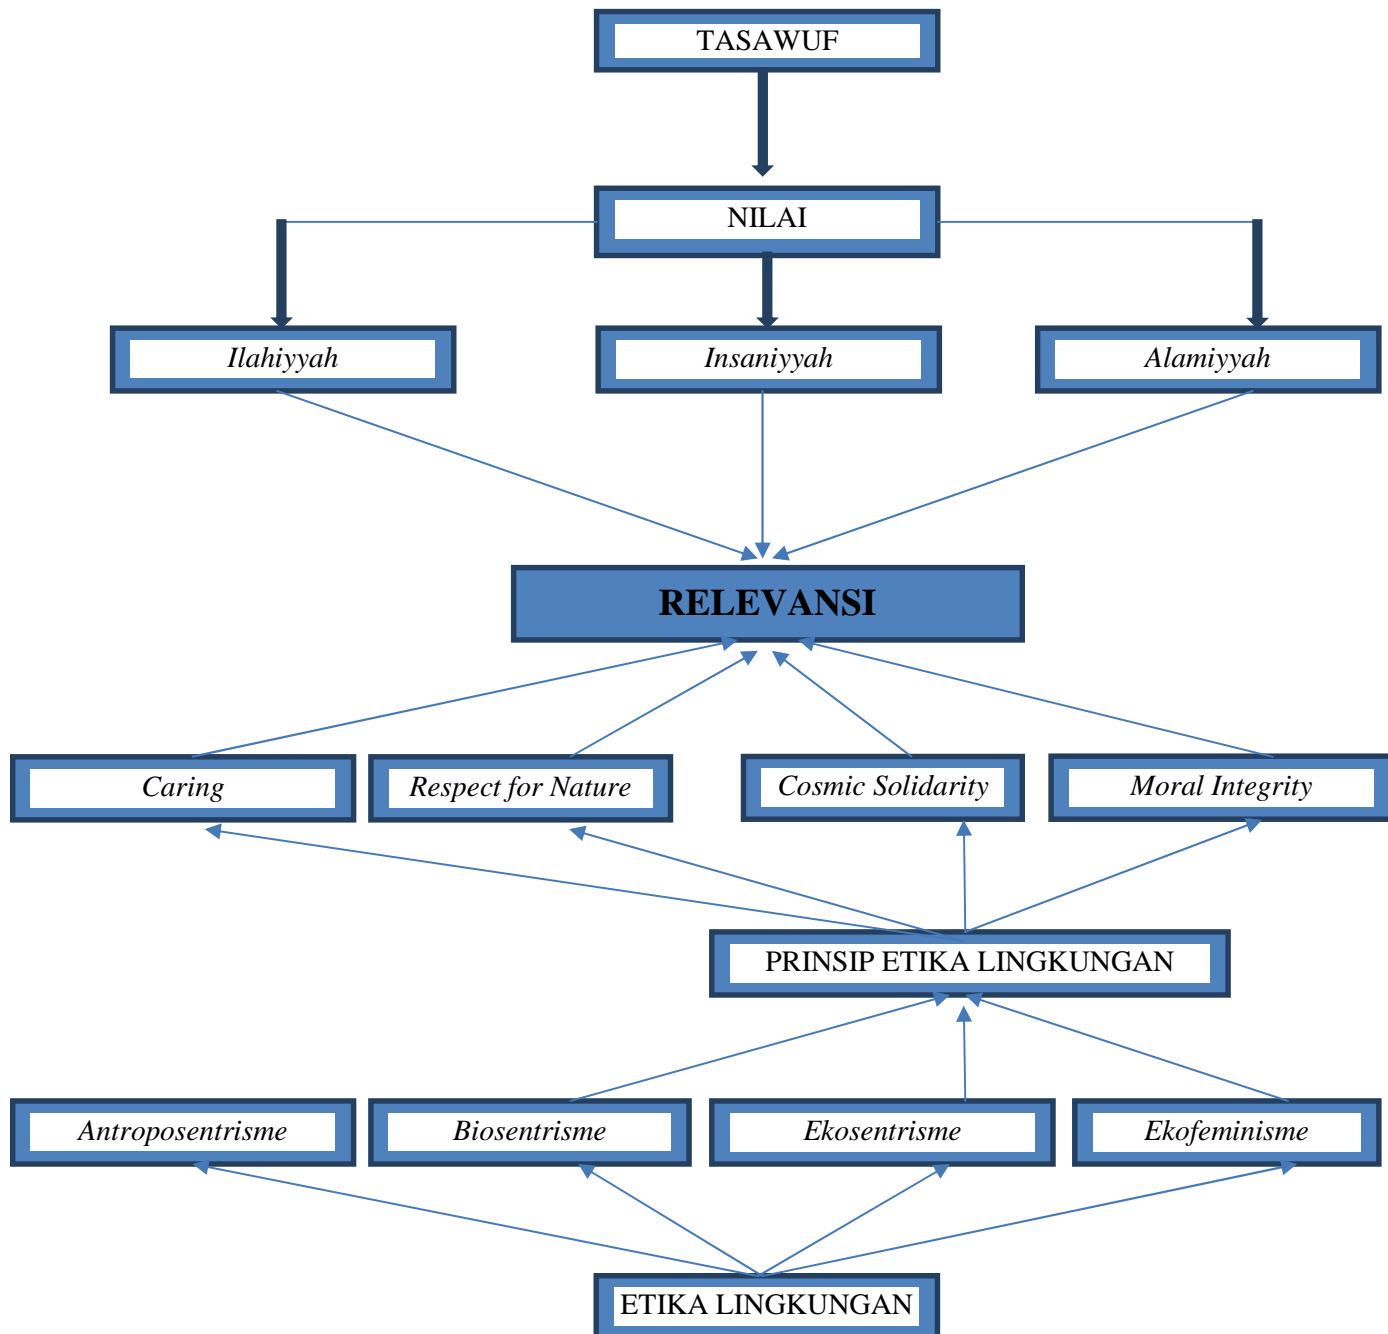 TASAWUF
NILAI
Ilahiyyah
Insaniyyah
Alamiyyah
RELEVANSI
Caring
Respect for Nature
Cosmic Solidarity
Moral Integrity
PRINSIP ETIKA LINGKUNGAN
Antroposentrisme
Biosentrisme
Ekosentrisme
Ekofeminisme
ETIKA LINGKUNGAN